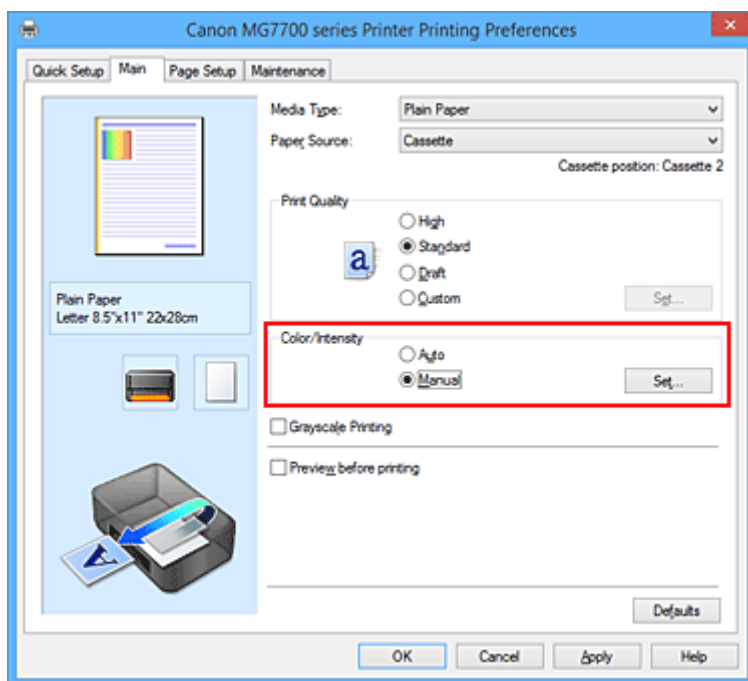 Canon MG7700 series Printer Printing Preferences
Quick Setup Main Page Setup Maintenance
Media Type: Plain Paper
Paper Source: Cassette
Cassette position: Cassette 2
Print Quality
High
a Standard
Draft
Custom Set...
Plain Paper
Letter 8.5"x11" 22x28cm
Color/Intensity
Auto
Manual Set...
Grayscale Printing
Preview before printing
A
Defaults
OK Cancel Apply Help